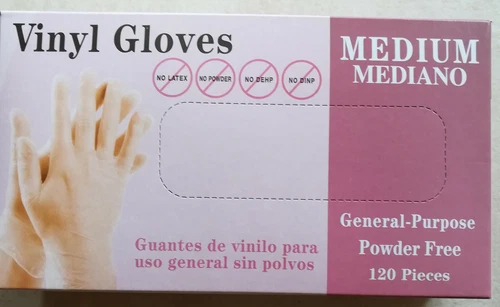 Vinyl Gloves
NO LATEX
NO POWDER
NO DEHP
NO DINP
MEDIUM
MEDIANO
Guantes de vinilo para
uso general sin polvos
General-Purpose
Powder Free
120 Pieces